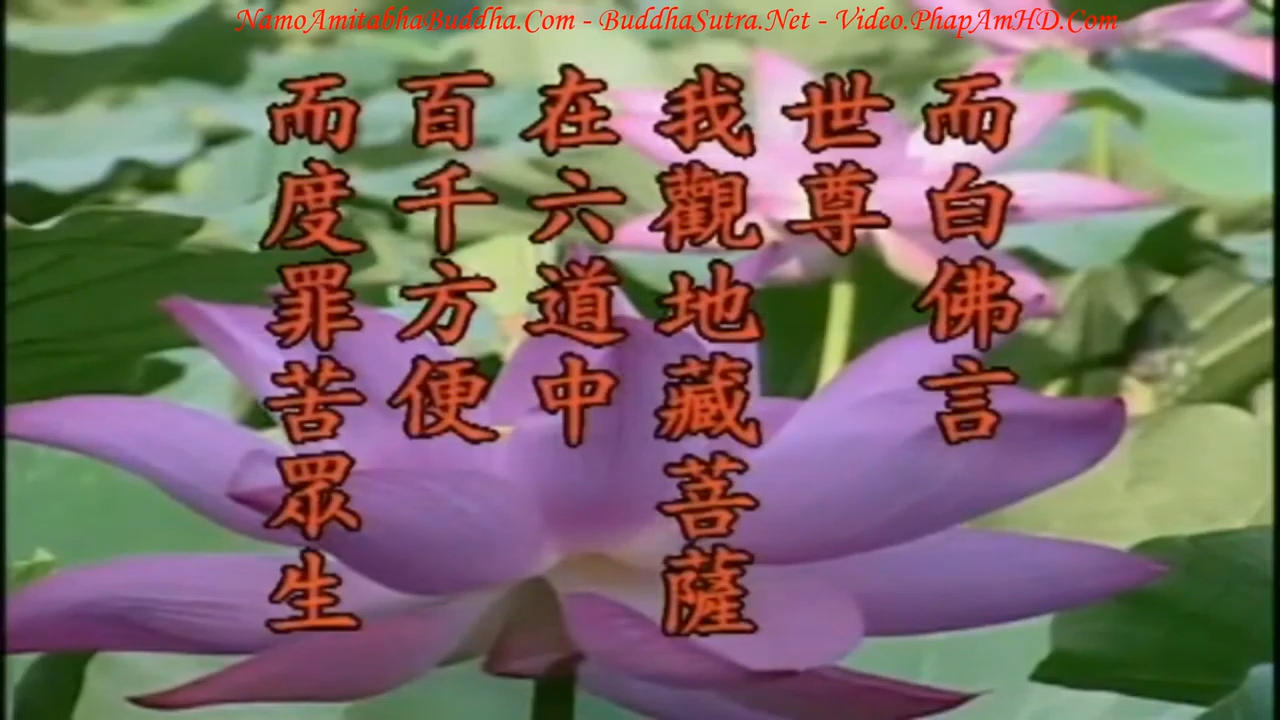 NamoAmitabhaBuddha.Com - BuddhaSutra.Net - Video.PhapAmHD.Com
而白佛言
世尊
我觀地藏菩薩
在六道中
百千方便
而度罪苦眾生